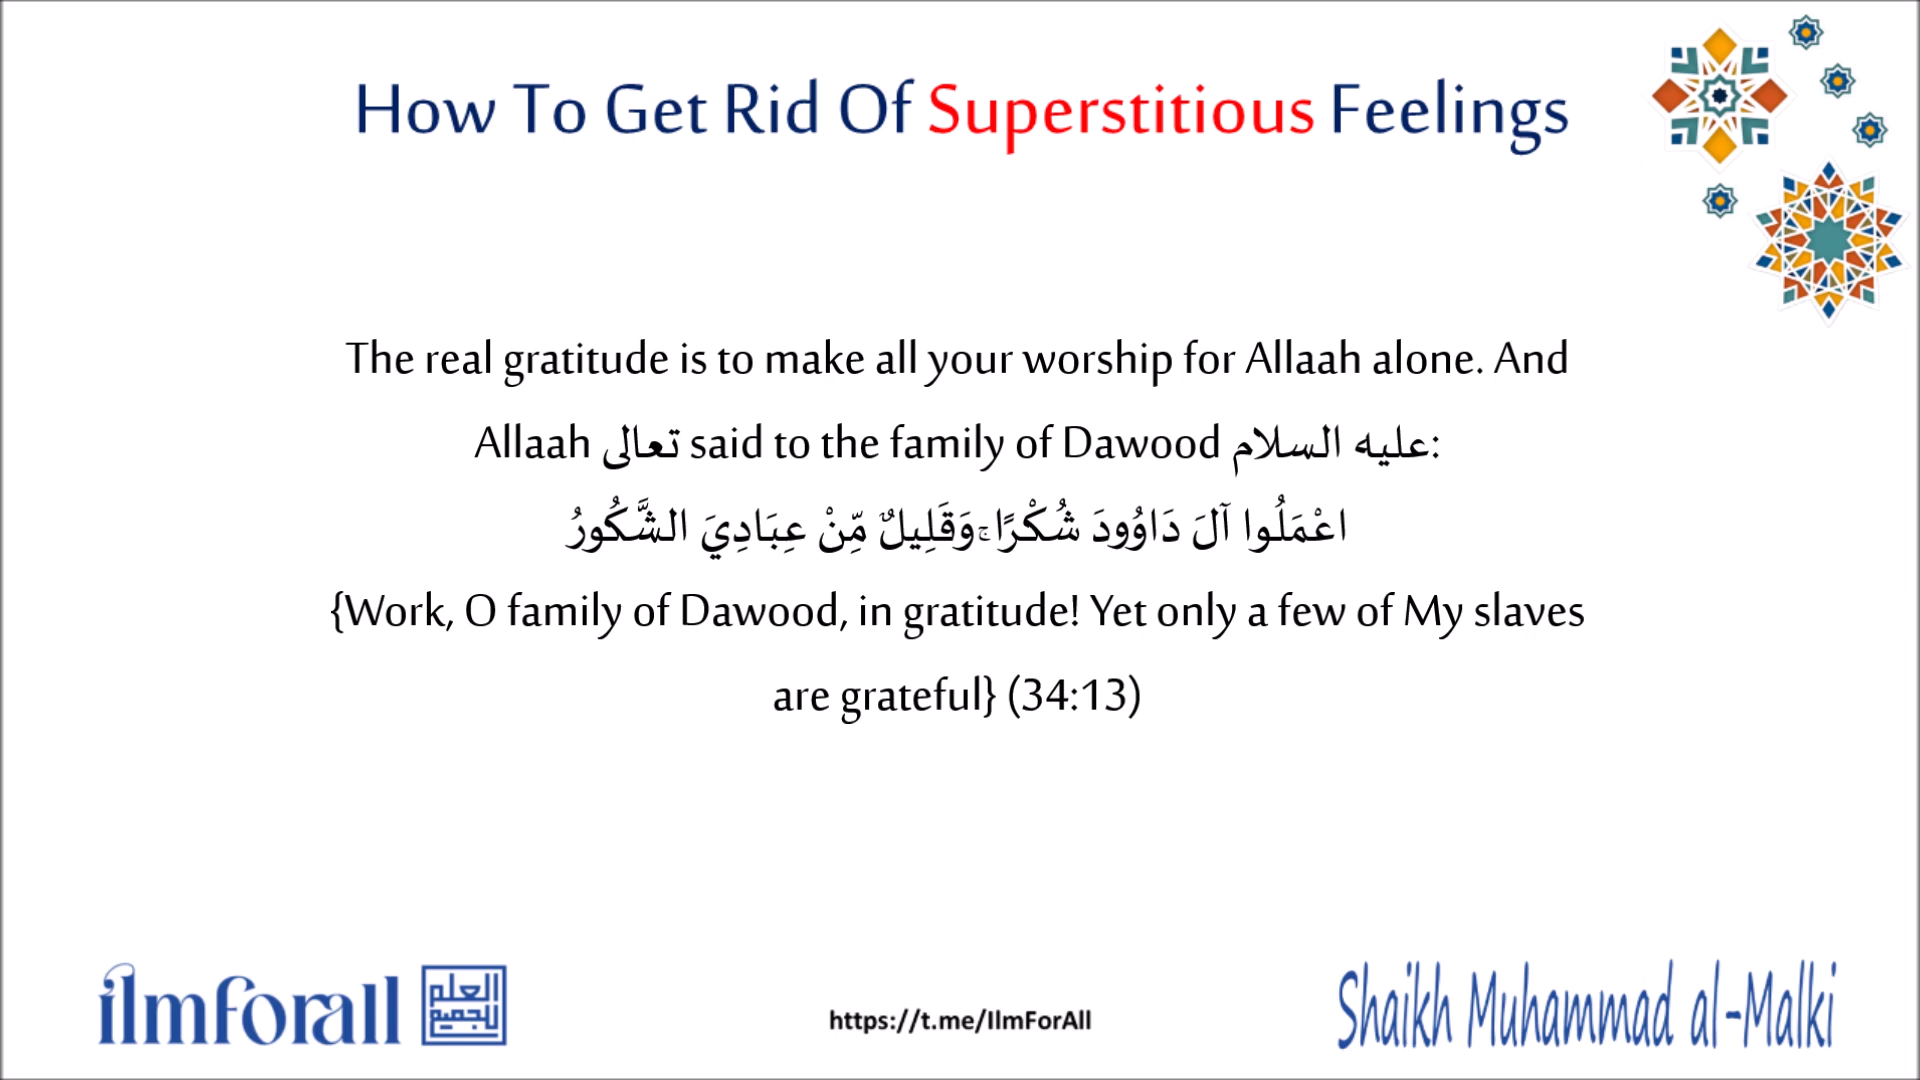 How To Get Rid Of Superstitious Feelings
The real gratitude is to make all your worship for Allaah alone. And
Allaah تعالى said to the family of Dawood عليه السلام:
اعْمَلُوا آلَ دَاوُودَ شُكْرًا ۚ وَقَلِيلٌ مِّنْ عِبَادِيَ الشَّكُورُ
{Work, O family of Dawood, in gratitude! Yet only a few of My slaves
are grateful} (34:13)
ilmforall
العلم
للجميع
https://t.me/IlmForAll
Shaikh Muhammad al-Malki